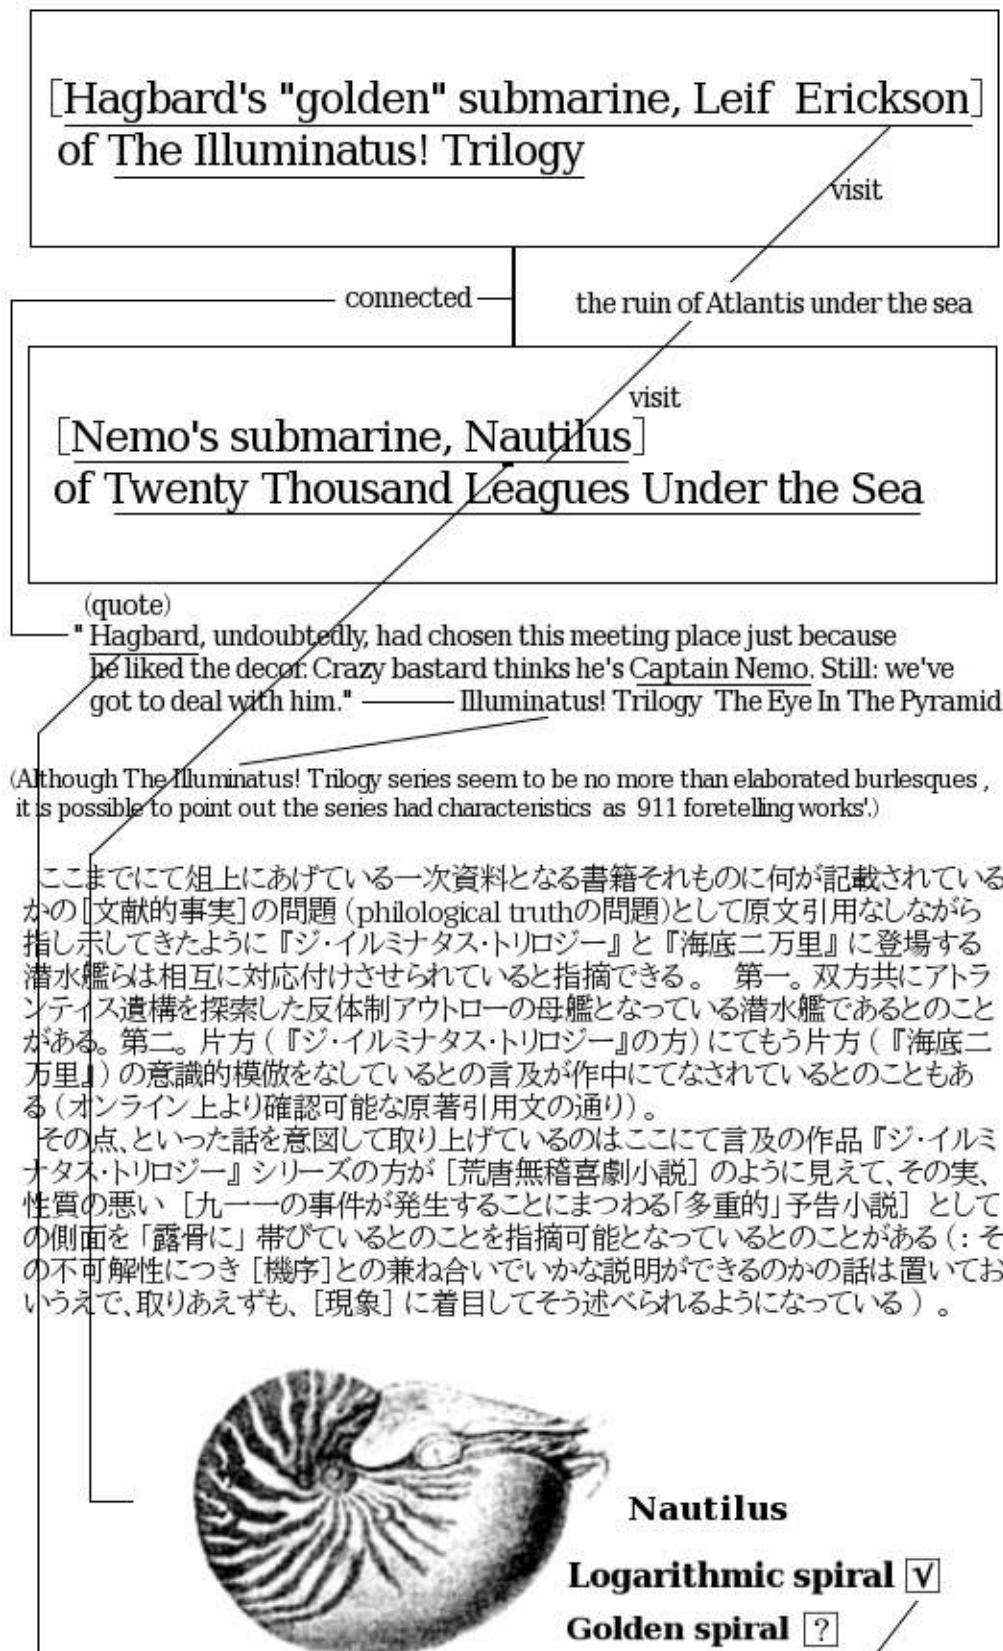 [Hagbard's "golden" submarine, Leif Erickson]
of The Illuminatus! Trilogy
visit
connected
the ruin of Atlantis under the sea
visit
[Nemo's submarine, Nautilus]
of Twenty Thousand Leagues Under the Sea
(quote)
" Hagbard, undoubtedly, had chosen this meeting place just because
he liked the decor. Crazy bastard thinks he's Captain Nemo. Still: we've
got to deal with him." Illuminatus! Trilogy The Eye In The Pyramid
(Although The Illuminatus! Trilogy series seem to be no more than elaborated burlesques ,
it is possible to point out the series had characteristics as 911 foretelling works'.)
ここまでにて俎上にあげている一次資料となる書籍それものに何が記載されている
かの[文献的事実]の問題(philological truthの問題)として原文引用なしながら
指し示してきたように『ジ・イルミナタス・トリロジー』と『海底二万里』に登場する
潜水艦らは相互に対応付けさせられていると指摘できる。 第一。双方共にアトラ
ンテイス遺構を探索した反体制アウトローの母艦となっている潜水艦であるとのこと
がある。第二。片方(『ジ・イルミナタス・トリロジー』の方)にてもう片方(『海底二
万里』)の意識的模倣をなしているとの言及が作中にてなされているとのこともあ
る(オンライン上より確認可能な原著引用文の通り)。
その点、といった話を意図して取り上げているのはここにて言及の作品『ジ・イルミ
ナタス・トリロジー』シリーズの方が[荒唐無稽喜劇小説]のように見えて、その実、
性質の悪い[九一一の事件が発生することにまつわる「多重的」予告小説]として
の側面を「露骨に」帯びているとのことを指摘可能となっているとのことがある(:そ
の不可解性につき[機序]との兼ね合いでいかな説明ができるのかの話は置いてお
いうえで、取りあえずも、[現象]に着目してそう述べられるようになっている)。
Nautilus
Logarithmic spiral √
Golden spiral ?